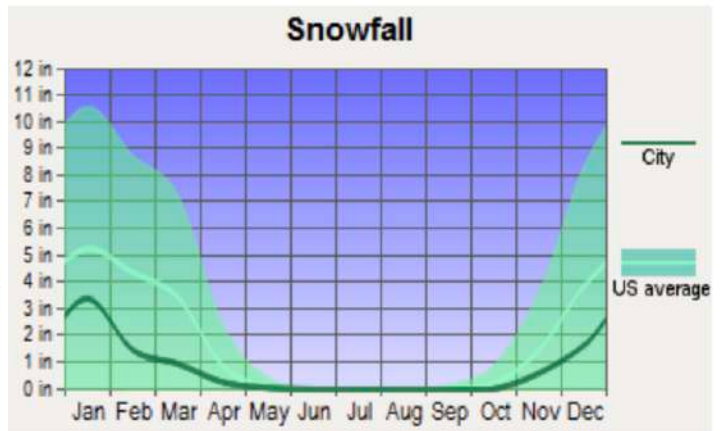 Snowfall
12 in
11 in
10 in
9 in
8 in
7 in
6 in
5 in
4 in
3 in
2 in
1 in
0 in
Jan Feb Mar Apr May Jun Jul Aug Sep Oct Nov Dec
City
US average